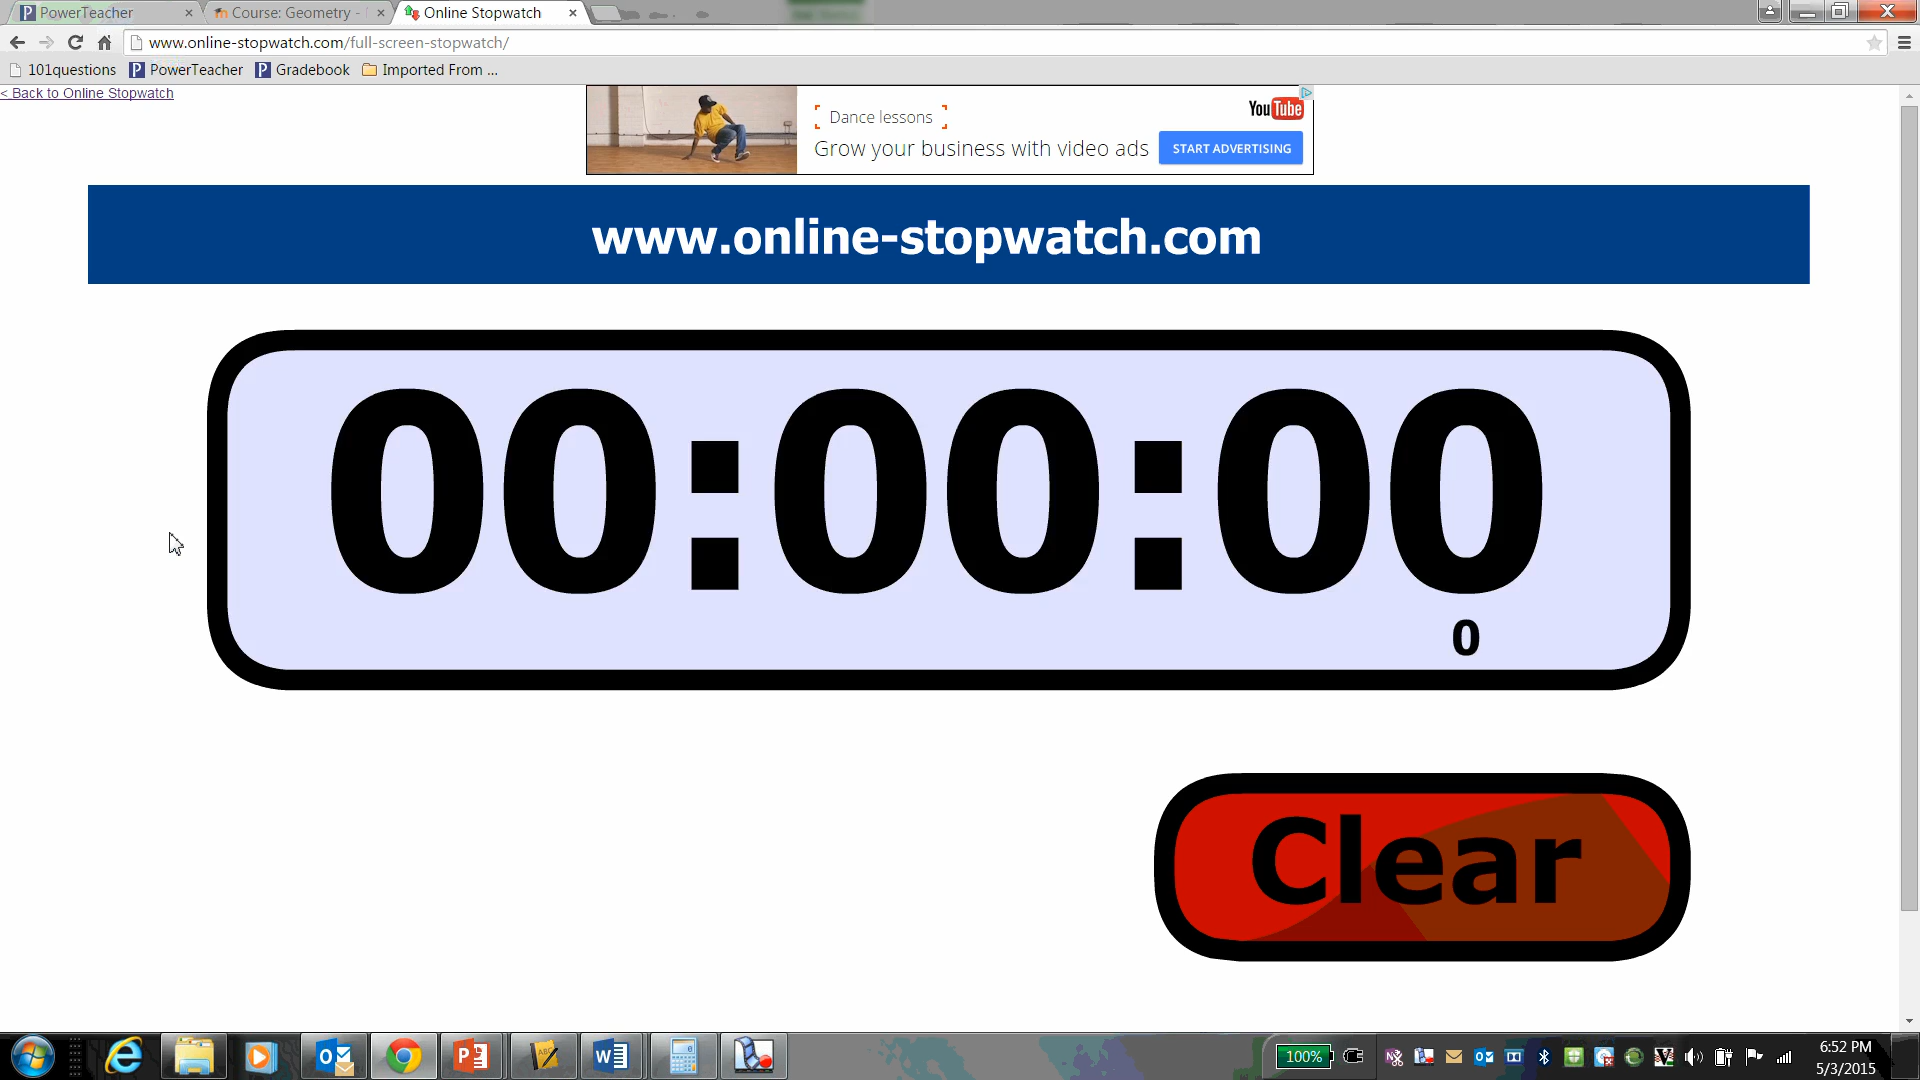 PowerTeacher
Course: Geometry -
Online Stopwatch
www.online-stopwatch.com/full-screen-stopwatch/
101questions
PowerTeacher
Gradebook
Imported From ...
< Back to Online Stopwatch
Dance lessons
Grow your business with video ads
YouTube
START ADVERTISING
www.online-stopwatch.com
00:00:00
0
Clear
100%
6:52 PM
5/3/2015